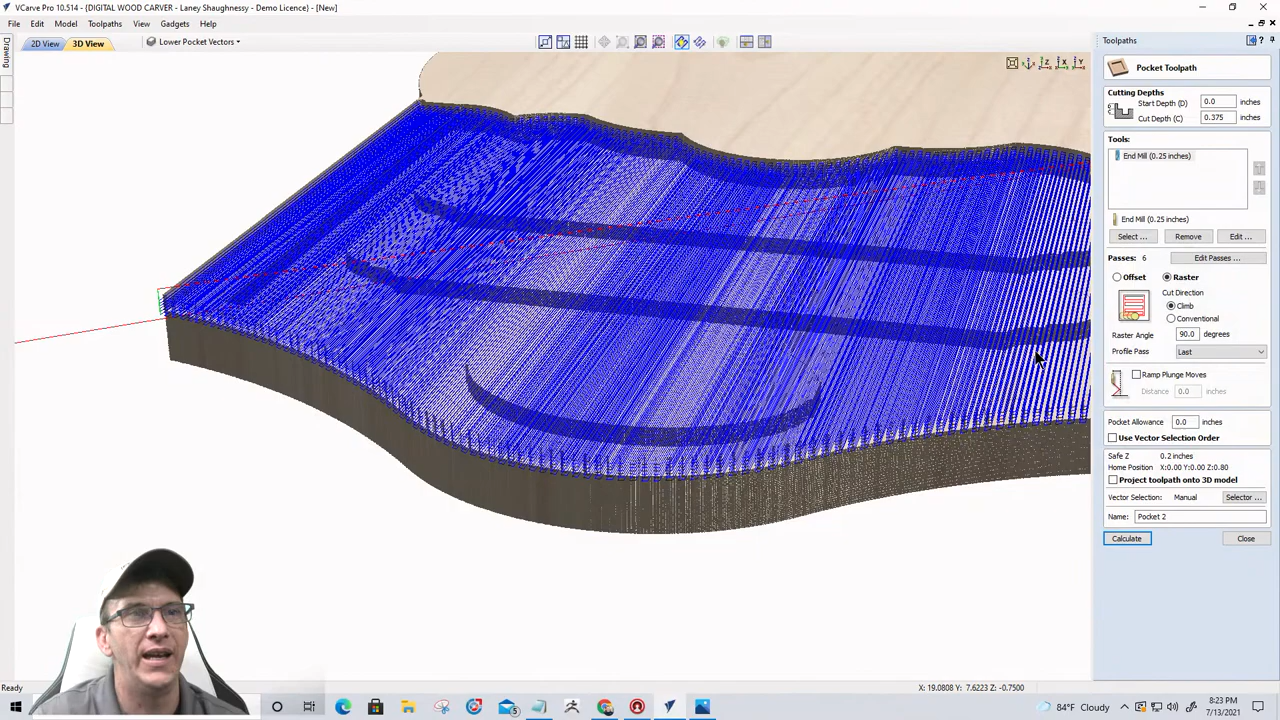 VCarve Pro 10.514 - {DIGITAL WOOD CARVER - Laney Shaughnessy - Demo Licence} - [New]
File Edit Model Toolpaths View Gadgets Help
2D View 3D View Lower Pocket Vectors
Drawing
Toolpaths
Pocket Toolpath
Cutting Depths
Start Depth (D) 0.0 inches
Cut Depth (C) 0.375 inches
Tools:
End Mill (0.25 inches)
End Mill (0.25 inches)
Select ... Remove Edit ...
Passes: 6 Edit Passes ...
Offset Raster
Cut Direction
Climb
Conventional
Raster Angle 90.0 degrees
Profile Pass Last
Ramp Plunge Moves
Distance 0.0 inches
Pocket Allowance 0.0 inches
Use Vector Selection Order
Safe Z 0.2 inches
Home Position X:0.00 Y:0.00 Z:0.80
Project toolpath onto 3D model
Vector Selection: Manual Selector ...
Name: Pocket 2
Calculate Close
Ready X: 19.0808 Y: 7.6223 Z: -0.7500
84°F Cloudy 8:23 PM
7/13/2021